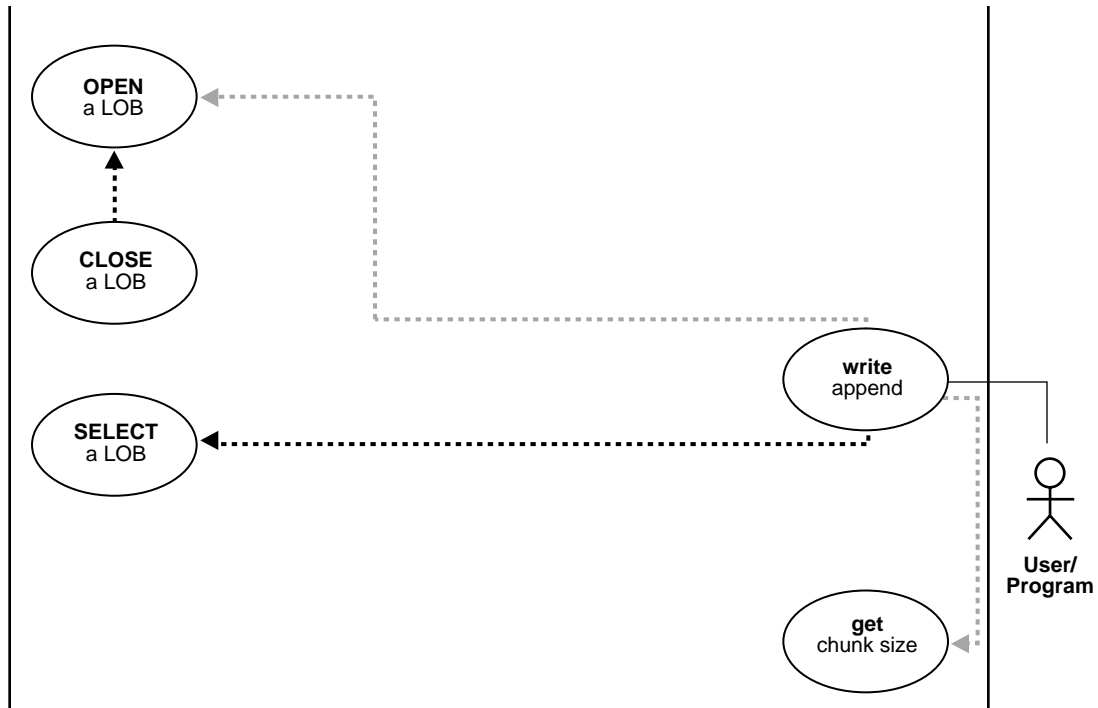 OPEN
a LOB
CLOSE
a LOB
write
append
SELECT
a LOB
User/
Program
get
chunk size